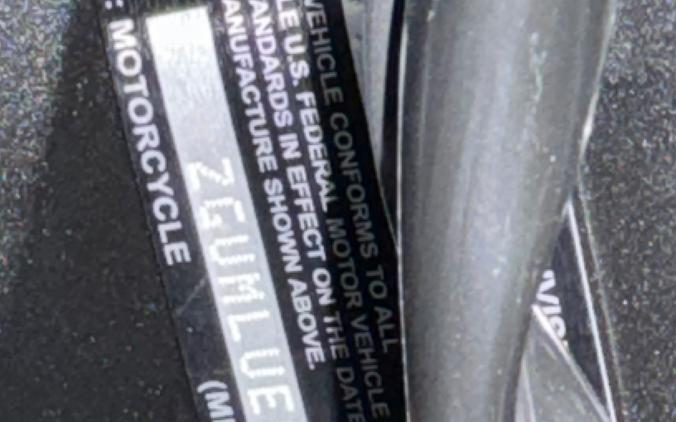 VEHICLE CONFORMS TO ALL
LE U.S. FEDERAL MOTOR VEHICLE
ANDARDS IN EFFECT ON THE DATE
ANUFACTURE SHOWN ABOVE.
ZGUMLUE
: MOTORCYCLE